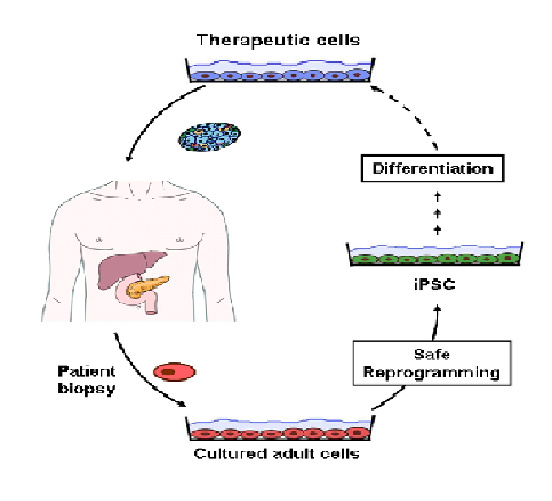 Therapeutic cells
Differentiation
iPSC
Safe
Reprogramming
Patient
biopsy
Cultured adult cells